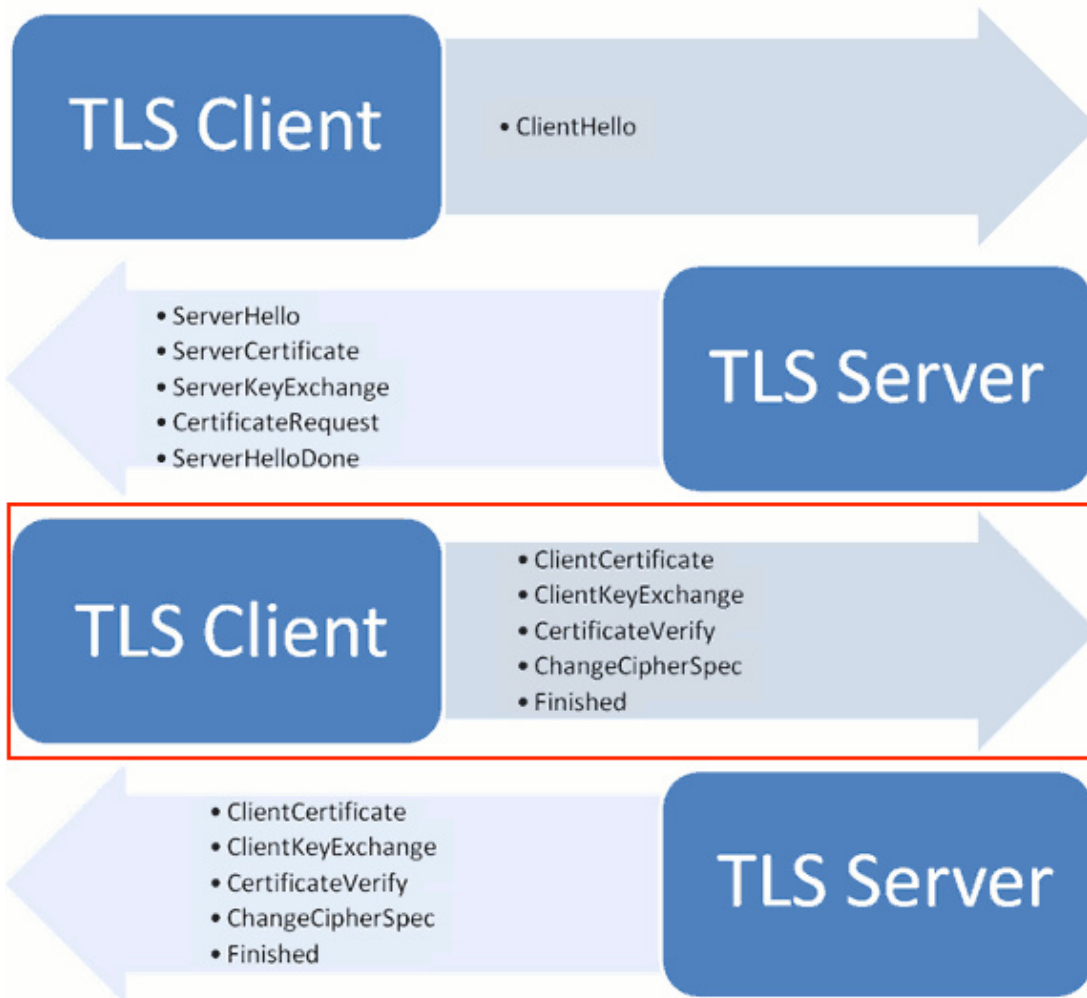 TLS Client
• ClientHello
• ServerHello
• ServerCertificate
• ServerKeyExchange
• CertificateRequest
• ServerHelloDone
TLS Server
TLS Client
• ClientCertificate
• ClientKeyExchange
• CertificateVerify
• ChangeCipherSpec
• Finished
• ClientCertificate
• ClientKeyExchange
• CertificateVerify
• ChangeCipherSpec
• Finished
TLS Server